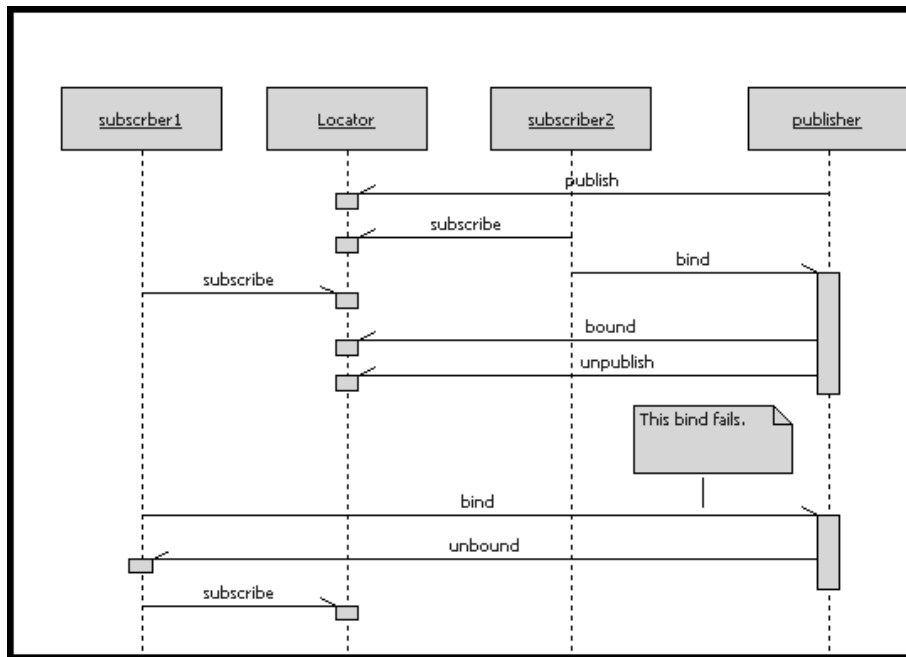 subscrber1
Locator
subscriber2
publisher
publish
subscribe
bind
subscribe
bound
unpublish
This bind fails.
bind
unbound
subscribe